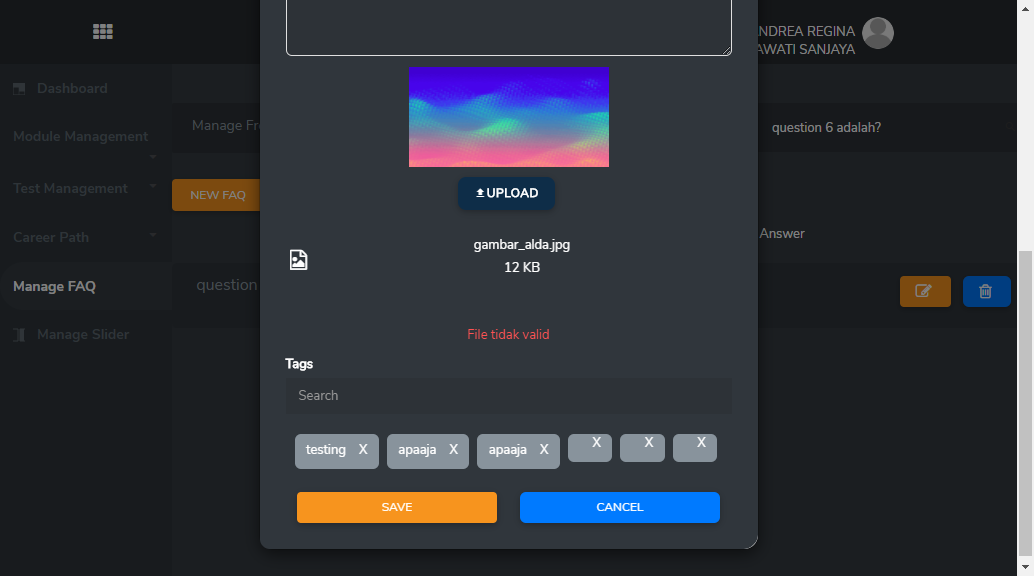 NDREA REGINA
AWATI SANJAYA
Dashboard
Module Management
Test Management
Career Path
Manage FAQ
Manage Slider
Manage Fr
question 6 adalah?
NEW FAQ
Answer
question
UPLOAD
gambar_alda.jpg
12 KB
File tidak valid
Tags
Search
testing X apaaja X apaaja X X X X
SAVE CANCEL